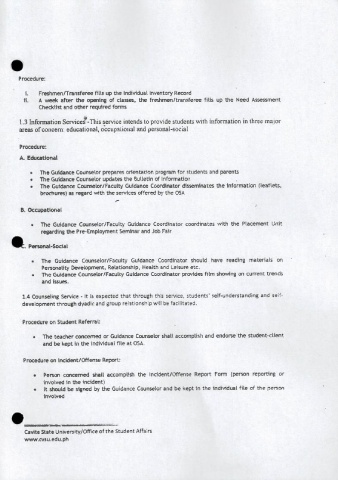 Procedure:
I. Freshmen/Transferee fills up the Individual Inventory Record
II. A week after the opening of classes, the freshmen/transferee fills up the Need Assessment
Checklist and other required forms
1.3 Information Services -This service intends to provide students with information in three major
areas of concern: educational, occupational and personal-social
Procedure:
A. Educational
• The Guidance Counselor prepares orientation program for students and parents
• The Guidance Counselor updates the Bulletin of Information
• The Guidance Counselor/Faculty Guidance Coordinator disseminates the information (leaflets,
brochures) as regard with the services offered by the OSA
B. Occupational
• The Guidance Counselor/Faculty Guidance Coordinator coordinates with the Placement Unit
regarding the Pre-Employment Seminar and Job Fair
C. Personal-Social
• The Guidance Counselor/Faculty Guidance Coordinator should have reading materials on
Personality Development, Relationship, Health and Leisure etc.
• The Guidance Counselor/Faculty Guidance Coordinator provides film showing on current trends
and issues.
1.4 Counseling Service - It is expected that through this service, students' self-understanding and self-
development through dyadic and group relationship will be facilitated.
Procedure on Student Referral:
• The teacher concerned or Guidance Counselor shall accomplish and endorse the student-client
and be kept in the individual file at OSA.
Procedure on Incident/Offense Report:
• Person concerned shall accomplish the Incident/Offense Report Form (person reporting or
involved in the incident)
• It should be signed by the Guidance Counselor and be kept in the individual file of the person
involved
Cavite State University/Office of the Student Affairs
www.cvsu.edu.ph